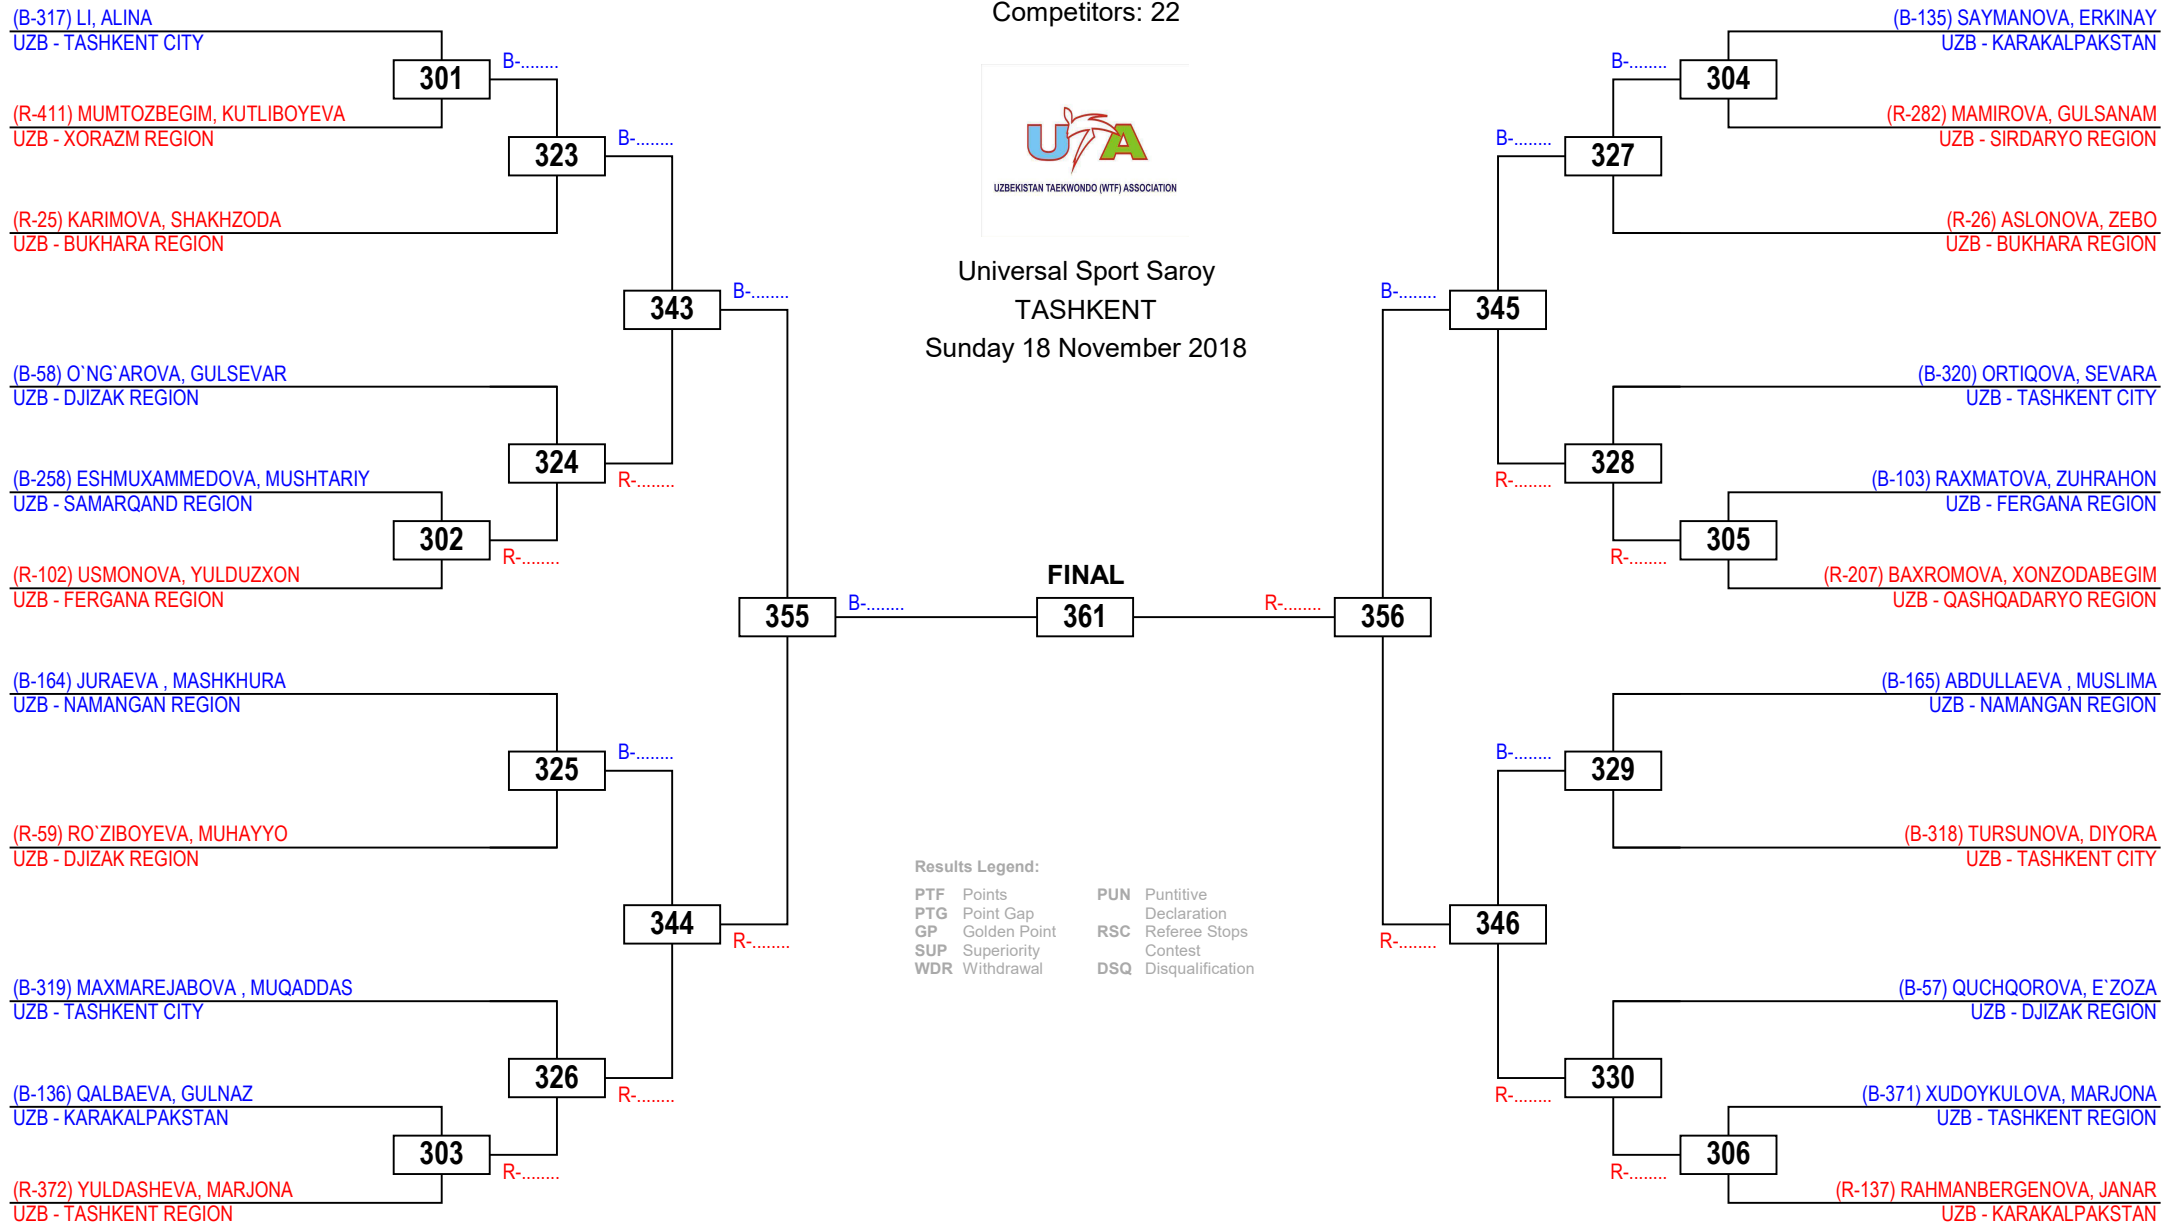 (B-317) LI, ALINA
UZB - TASHKENT CITY
301
B-........
(R-411) MUMTOZBEGIM, KUTLIBOYEVA
UZB - XORAZM REGION
323
B-........
(R-25) KARIMOVA, SHAKHZODA
UZB - BUKHARA REGION
343
B-........
(B-58) O`NG`AROVA, GULSEVAR
UZB - DJIZAK REGION
324
R-........
(B-258) ESHMUXAMMEDOVA, MUSHTARIY
UZB - SAMARQAND REGION
302
R-........
(R-102) USMONOVA, YULDUZXON
UZB - FERGANA REGION
355
B-........
(B-164) JURAEVA , MASHKHURA
UZB - NAMANGAN REGION
325
B-........
(R-59) RO`ZIBOYEVA, MUHAYYO
UZB - DJIZAK REGION
344
R-........
(B-319) MAXMAREJABOVA , MUQADDAS
UZB - TASHKENT CITY
326
R-........
(B-136) QALBAEVA, GULNAZ
UZB - KARAKALPAKSTAN
303
R-........
(R-372) YULDASHEVA, MARJONA
UZB - TASHKENT REGION
Competitors: 22
UTA
UZBEKISTAN TAEKWONDO (WTF) ASSOCIATION
Universal Sport Saroy
TASHKENT
Sunday 18 November 2018
FINAL
361
Results Legend:
PTF Points
PTG Point Gap
GP Golden Point
SUP Superiority
WDR Withdrawal
PUN Puntitive
Declaration
RSC Referee Stops
Contest
DSQ Disqualification
(B-135) SAYMANOVA, ERKINAY
UZB - KARAKALPAKSTAN
B-........
304
(R-282) MAMIROVA, GULSANAM
UZB - SIRDARYO REGION
B-........
327
(R-26) ASLONOVA, ZEBO
UZB - BUKHARA REGION
B-........
345
(B-320) ORTIQOVA, SEVARA
UZB - TASHKENT CITY
R-........
328
(B-103) RAXMATOVA, ZUHRAHON
UZB - FERGANA REGION
R-........
305
(R-207) BAXROMOVA, XONZODABEGIM
UZB - QASHQADARYO REGION
R-........
356
(B-165) ABDULLAEVA , MUSLIMA
UZB - NAMANGAN REGION
B-........
329
(B-318) TURSUNOVA, DIYORA
UZB - TASHKENT CITY
R-........
346
(B-57) QUCHQOROVA, E`ZOZA
UZB - DJIZAK REGION
R-........
330
(B-371) XUDOYKULOVA, MARJONA
UZB - TASHKENT REGION
R-........
306
(R-137) RAHMANBERGENOVA, JANAR
UZB - KARAKALPAKSTAN